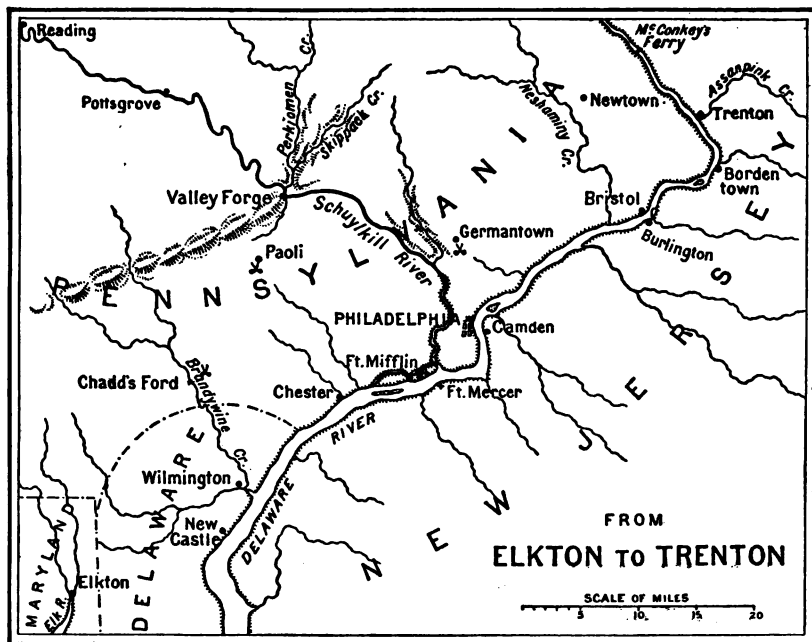 Reading
Pottsgrove
Perkiomen Cr.
Skippack Cr.
Valley Forge
Schuylkill River
Paoli
PENNSYLVANIA
Neshaminy Cr.
Newtown
McConkey's
Ferry
Assanpink Cr.
Trenton
Borden
town
Bristol
Burlington
Germantown
PHILADELPHIA
Camden
Ft. Mifflin
Ft. Mercer
Chester
Chadd's Ford
Brandywine Cr.
Wilmington
New
Castle
DELAWARE RIVER
DELAWARE
MARYLAND
Elkton
Elk R.
NEW JERSEY
FROM
ELKTON TO TRENTON
SCALE OF MILES
5 10 15 20